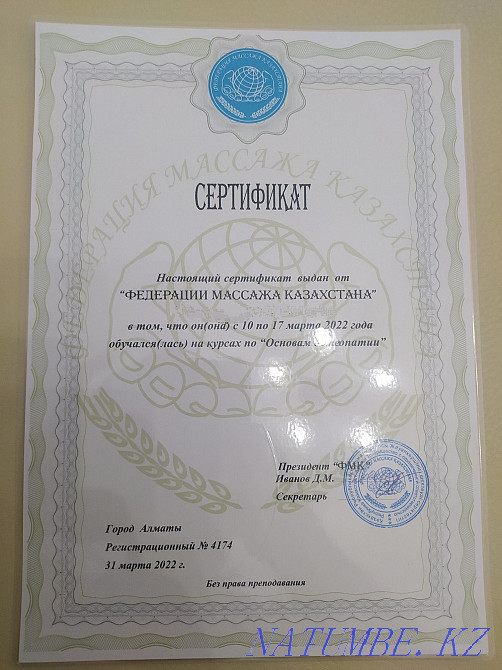 ФЕДЕРАЦИЯ МАССАЖА КАЗАХСТАНА
СЕРТИФИКАТ
Настоящий сертификат выдан от
"ФЕДЕРАЦИИ МАССАЖА КАЗАХСТАНА"
в том, что он(она) с 10 по 17 марта 2022 года
обучался(лась) на курсах по "Основам
Президент "ФМК
Иванов Д.М.
Секретарь
Город Алматы
Регистрационный № 4174
31 марта 2022 г.
Без права преподавания
NATUMBE.KZ